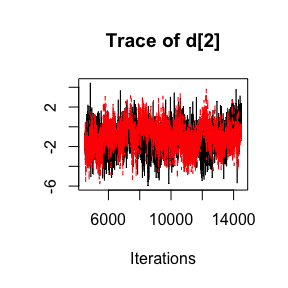 Trace of d[2]
2
-2
-6
6000 10000 14000
Iterations